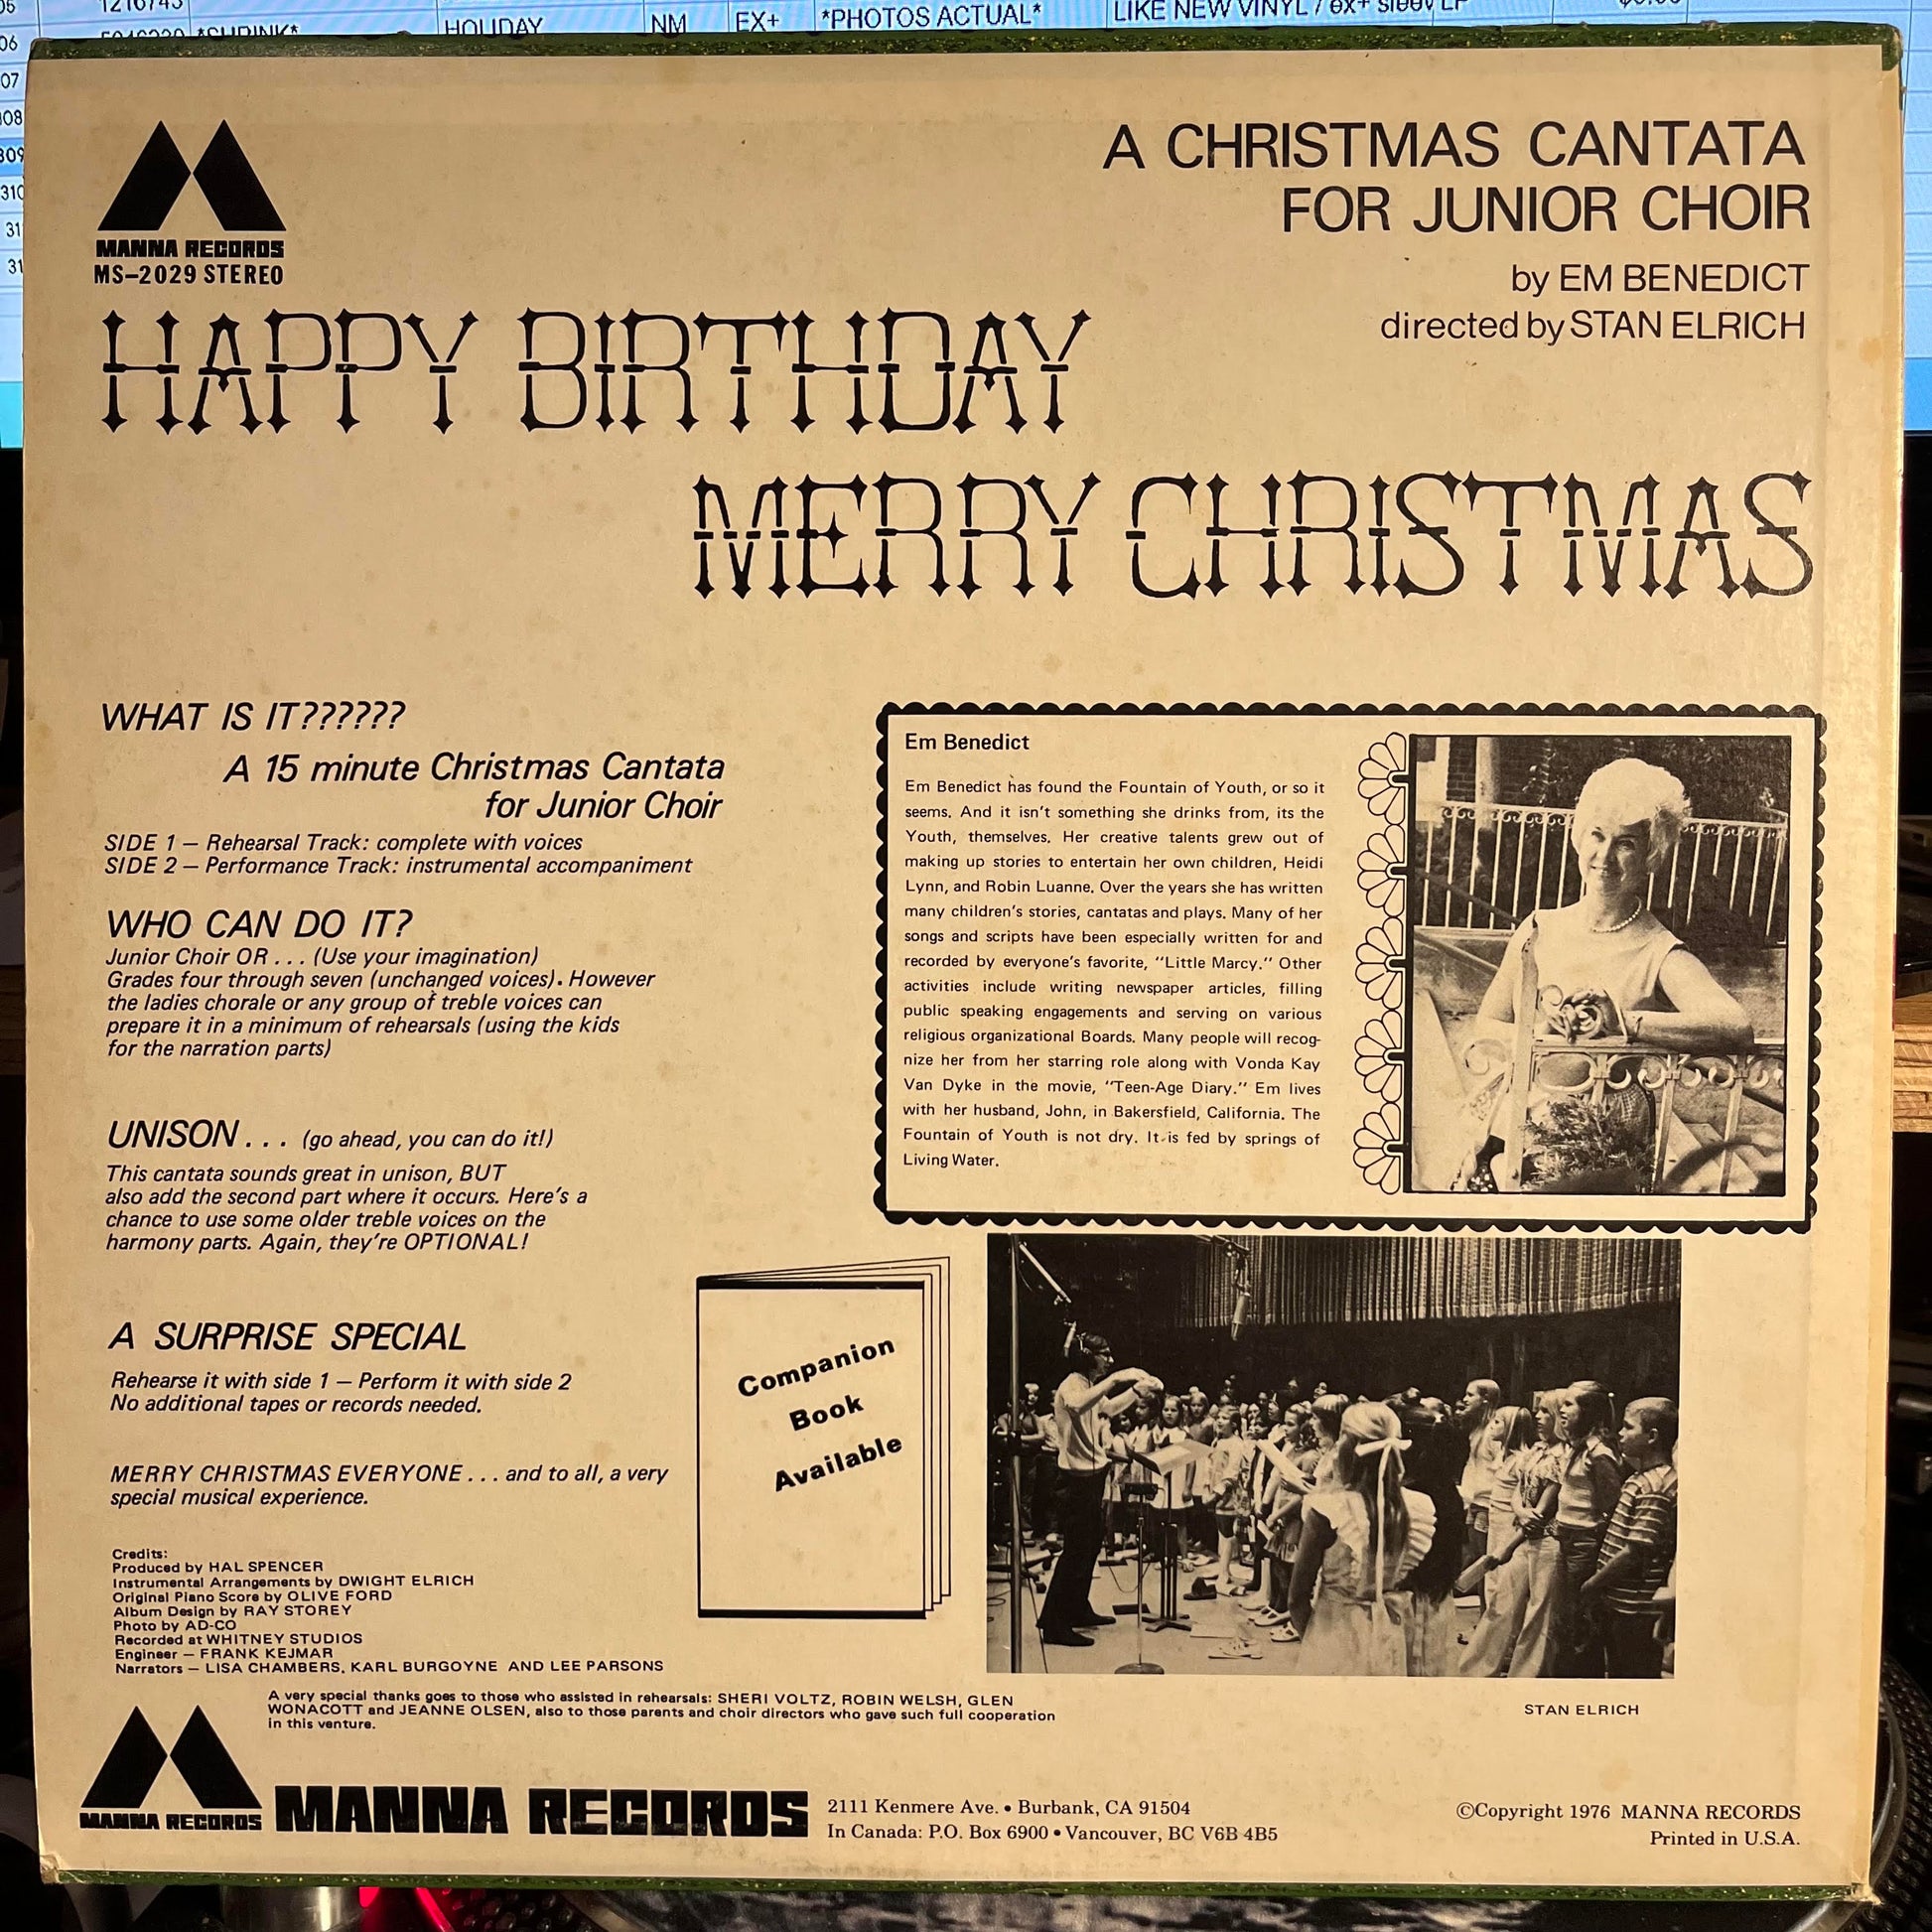 1216743
LIKE NEW VINYL / ex+ sleev LP
*SHRINK*
HOLIDAY
NM
EX+
*PHOTOS ACTUAL*
06
07
308
309
310
31
31
MANNA RECORDS
MS-2029 STEREO
A CHRISTMAS CANTATA
FOR JUNIOR CHOIR
by EM BENEDICT
directed by STAN ELRICH
HAPPY BIRTHDAY
MERRY CHRISTMAS
WHAT IS IT??????
A 15 minute Christmas Cantata
for Junior Choir
SIDE 1 — Rehearsal Track: complete with voices
SIDE 2 — Performance Track: instrumental accompaniment
WHO CAN DO IT?
Junior Choir OR . . . (Use your imagination)
Grades four through seven (unchanged voices). However
the ladies chorale or any group of treble voices can
prepare it in a minimum of rehearsals (using the kids
for the narration parts)
UNISON . . . (go ahead, you can do it!)
This cantata sounds great in unison, BUT
also add the second part where it occurs. Here's a
chance to use some older treble voices on the
harmony parts. Again, they're OPTIONAL!
A SURPRISE SPECIAL
Rehearse it with side 1 — Perform it with side 2
No additional tapes or records needed.
MERRY CHRISTMAS EVERYONE . . . and to all, a very
special musical experience.
Credits:
Produced by HAL SPENCER
Instrumental Arrangements by DWIGHT ELRICH
Original Piano Score by OLIVE FORD
Album Design by RAY STOREY
Photo by AD-CO
Recorded at WHITNEY STUDIOS
Engineer — FRANK KEJMAR
Narrators — LISA CHAMBERS, KARL BURGOYNE AND LEE PARSONS
A very special thanks goes to those who assisted in rehearsals: SHERI VOLTZ, ROBIN WELSH, GLEN
WONACOTT and JEANNE OLSEN, also to those parents and choir directors who gave such full cooperation
in this venture.
Em Benedict
Em Benedict has found the Fountain of Youth, or so it
seems. And it isn't something she drinks from, its the
Youth, themselves. Her creative talents grew out of
making up stories to entertain her own children, Heidi
Lynn, and Robin Luanne. Over the years she has written
many children's stories, cantatas and plays. Many of her
songs and scripts have been especially written for and
recorded by everyone's favorite, "Little Marcy." Other
activities include writing newspaper articles, filling
public speaking engagements and serving on various
religious organizational Boards. Many people will recog-
nize her from her starring role along with Vonda Kay
Van Dyke in the movie, "Teen-Age Diary." Em lives
with her husband, John, in Bakersfield, California. The
Fountain of Youth is not dry. It is fed by springs of
Living Water.
Companion
Book
Available
STAN ELRICH
MANNA RECORDS
MANNA RECORDS
2111 Kenmere Ave. • Burbank, CA 91504
In Canada: P.O. Box 6900 • Vancouver, BC V6B 4B5
©Copyright 1976 MANNA RECORDS
Printed in U.S.A.